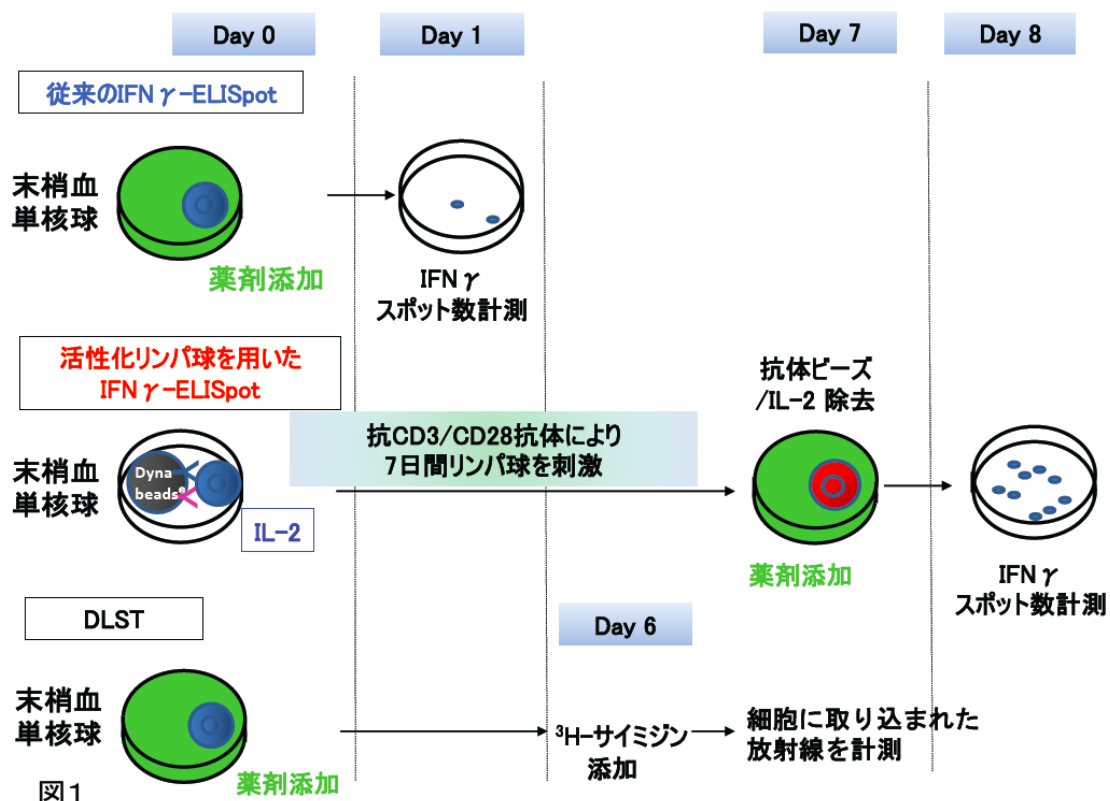 Day 0
Day 1
Day 7
Day 8
従来のIFNγ-ELISpot
末梢血
単核球
薬剤添加
IFNγ
スポット数計測
活性化リンパ球を用いた
IFNγ-ELISpot
末梢血
単核球
Dyna
beads®
IL-2
抗CD3/CD28抗体により
7日間リンパ球を刺激
抗体ビーズ
/IL-2 除去
薬剤添加
IFNγ
スポット数計測
DLST
Day 6
末梢血
単核球
薬剤添加
³H-サイミジン
添加
細胞に取り込まれた
放射線を計測
図1